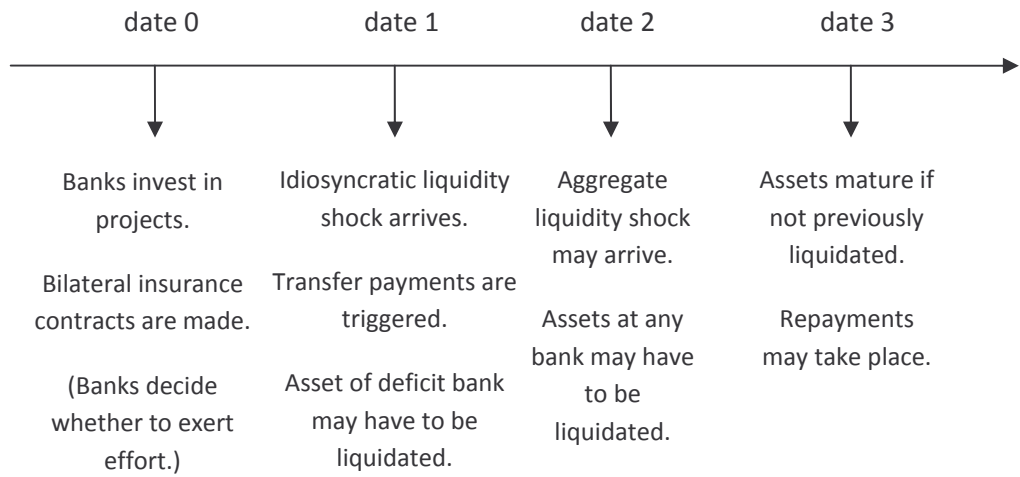 date 0
date 1
date 2
date 3
Banks invest in
projects.
Bilateral insurance
contracts are made.
(Banks decide
whether to exert
effort.)
Idiosyncratic liquidity
shock arrives.
Transfer payments are
triggered.
Asset of deficit bank
may have to be
liquidated.
Aggregate
liquidity shock
may arrive.
Assets at any
bank may have
to be
liquidated.
Assets mature if
not previously
liquidated.
Repayments
may take place.